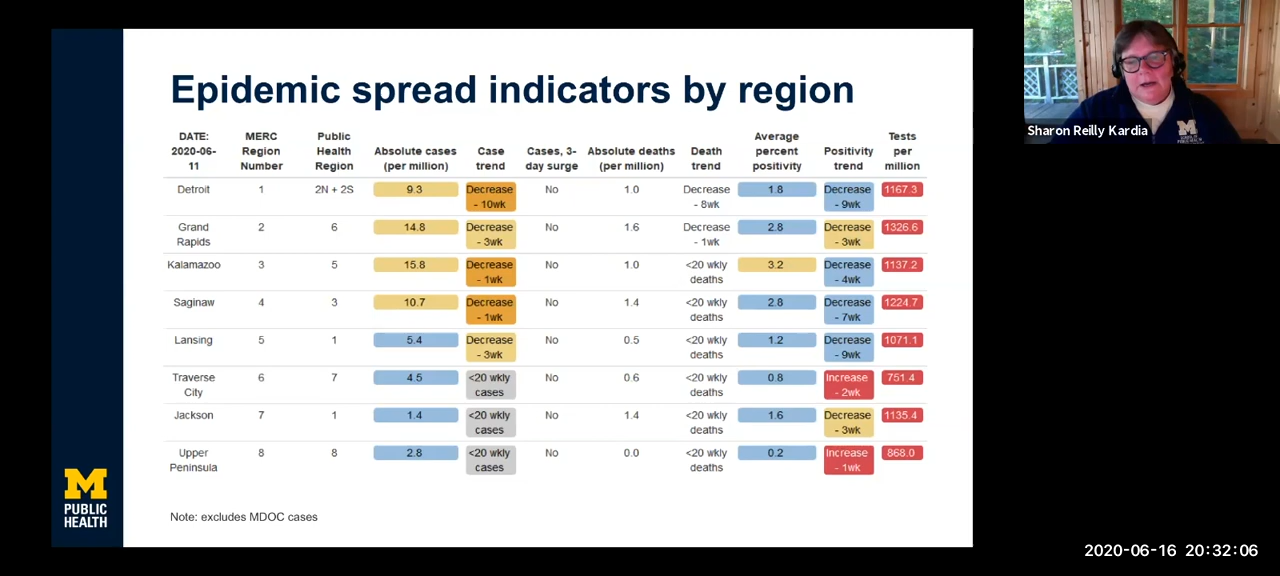 Epidemic spread indicators by region
DATE: 2020-06-11 MERC Region Number Public Health Region Absolute cases (per million) Case trend Cases, 3-day surge Absolute deaths (per million) Death trend Average percent positivity Positivity trend Tests per million
Detroit 1 2N + 2S 9.3 Decrease - 10wk No 1.0 Decrease - 8wk 1.8 Decrease - 9wk 1167.3
Grand Rapids 2 6 14.8 Decrease - 3wk No 1.6 Decrease - 1wk 2.8 Decrease - 3wk 1326.6
Kalamazoo 3 5 15.8 Decrease - 1wk No 1.0 <20 wkly deaths 3.2 Decrease - 4wk 1137.2
Saginaw 4 3 10.7 Decrease - 1wk No 1.4 <20 wkly deaths 2.8 Decrease - 7wk 1224.7
Lansing 5 1 5.4 Decrease - 3wk No 0.5 <20 wkly deaths 1.2 Decrease - 9wk 1071.1
Traverse City 6 7 4.5 <20 wkly cases No 0.6 <20 wkly deaths 0.8 Increase - 2wk 751.4
Jackson 7 1 1.4 <20 wkly cases No 1.4 <20 wkly deaths 1.6 Decrease - 3wk 1135.4
Upper Peninsula 8 8 2.8 <20 wkly cases No 0.0 <20 wkly deaths 0.2 Increase - 1wk 868.0
Note: excludes MDOC cases
M
PUBLIC
HEALTH
Sharon Reilly Kardia
M
2020-06-16 20:32:06